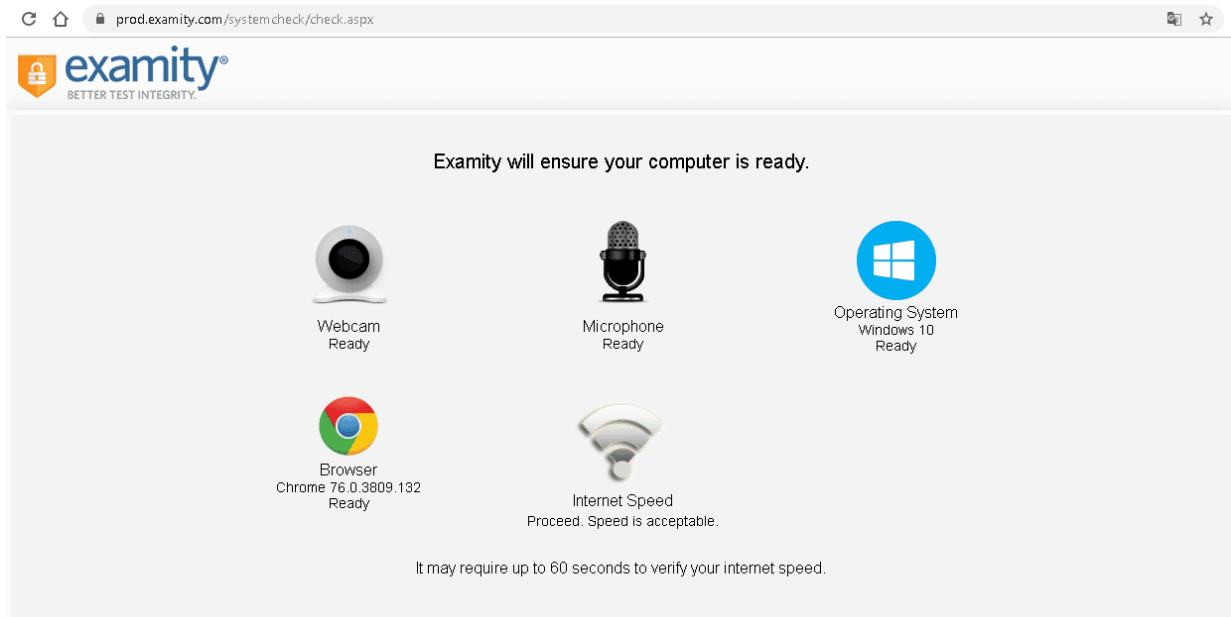 prod.examity.com/systemcheck/check.aspx
examity®
BETTER TEST INTEGRITY.
Examity will ensure your computer is ready.
Webcam
Ready
Microphone
Ready
Operating System
Windows 10
Ready
Browser
Chrome 76.0.3809.132
Ready
Internet Speed
Proceed. Speed is acceptable.
It may require up to 60 seconds to verify your internet speed.